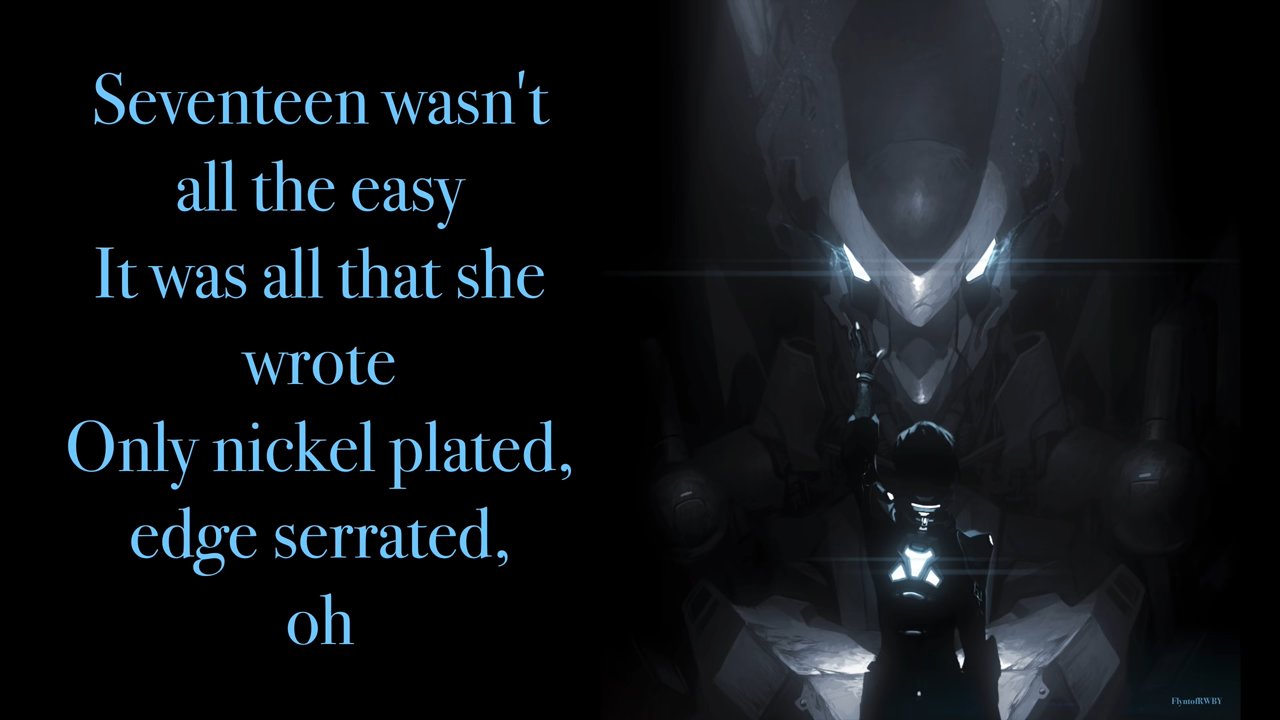 Seventeen wasn't
all the easy
It was all that she
wrote
Only nickel plated,
edge serrated,
oh
FlyntofRWBY